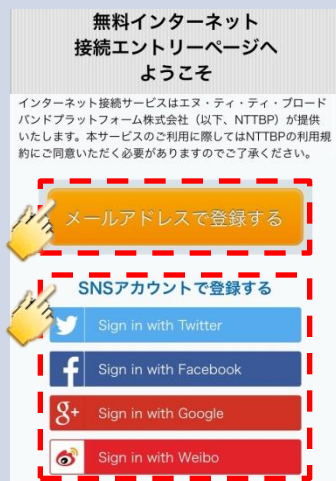 無料インターネット
接続エントリーページへ
ようこそ
インターネット接続サービスはエヌ・ティ・ティ・ブロード
バンドプラットフォーム株式会社（以下、NTTBP）が提供
いたします。本サービスのご利用に際してはNTTBPの利用規
約にご同意いただく必要がありますのでご了承ください。
メールアドレスで登録する
SNSアカウントで登録する
Sign in with Twitter
f Sign in with Facebook
g+ Sign in with Google
Sign in with Weibo